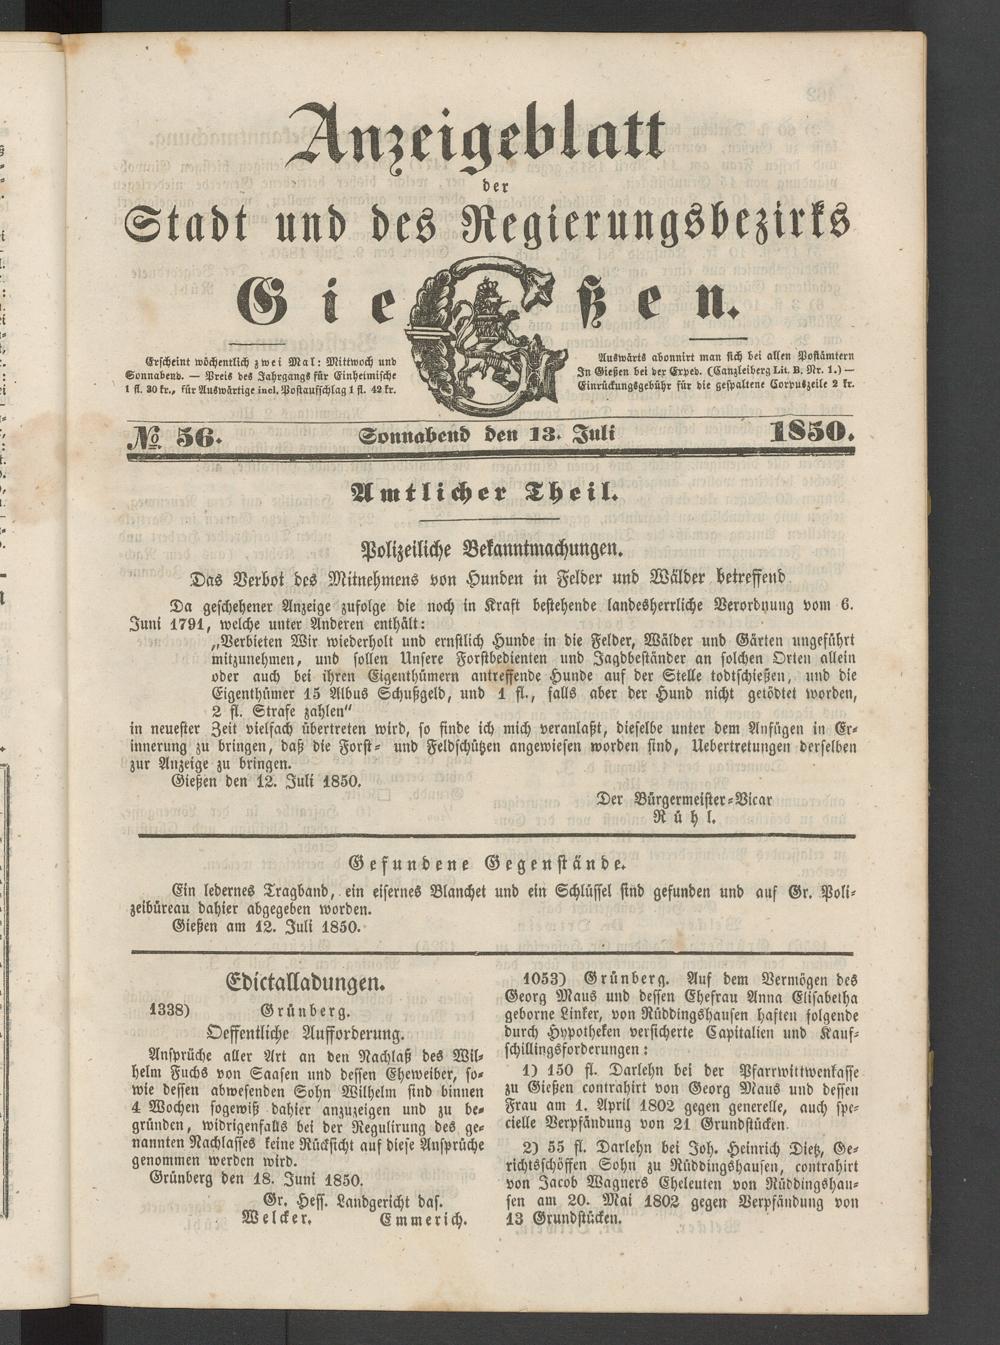 Anzeigeblatt
der
Stadt und des Regierungsbezirks
Gießen.
Erscheint wöchentlich zwei Mal: Mittwoch und
Sonnabend. — Preis des Jahrgangs für Einheimische
1 fl. 30 kr., für Auswärtige incl. Postaufschlag 1 fl. 42 kr.
Auswärts abonnirt man sich bei allen Postämtern
In Gießen bei der Exped. (Canzleiberg Lit. B. Nr. 1.) —
Einrückungsgebühr für die gespaltene Corpuszeile 2 kr.
№ 56. Sonnabend den 13. Juli 1850.
Amtlicher Theil.
Polizeiliche Bekanntmachungen.
Das Verbot des Mitnehmens von Hunden in Felder und Wälder betreffend
Da geschehener Anzeige zufolge die noch in Kraft bestehende landesherrliche Verordnung vom 6.
Juni 1791, welche unter Anderen enthält:
„Verbieten Wir wiederholt und ernstlich Hunde in die Felder, Wälder und Gärten ungeführt
mitzunehmen, und sollen Unsere Forstbedienten und Jagdbeständer an solchen Orten allein
oder auch bei ihren Eigenthümern antreffende Hunde auf der Stelle todtschießen, und die
Eigenthümer 15 Albus Schußgeld, und 1 fl., falls aber der Hund nicht getödtet worden,
2 fl. Strafe zahlen“
in neuester Zeit vielfach übertreten wird, so finde ich mich veranlaßt, dieselbe unter dem Anfügen in Er-
innerung zu bringen, daß die Forst- und Feldschützen angewiesen worden sind, Uebertretungen derselben
zur Anzeige zu bringen.
Gießen den 12. Juli 1850.
Der Bürgermeister-Vicar
Rühl.
Gefundene Gegenstände.
Ein ledernes Tragband, ein eisernes Blanchet und ein Schlüssel sind gefunden und auf Gr. Poli-
zeibüreau dahier abgegeben worden.
Gießen am 12. Juli 1850.
Edictalladungen.
1338) Grünberg.
Oeffentliche Aufforderung.
Ansprüche aller Art an den Nachlaß des Wil-
helm Fuchs von Saasen und dessen Eheweiber, so-
wie dessen abwesenden Sohn Wilhelm sind binnen
4 Wochen sogewiß dahier anzuzeigen und zu be-
gründen, widrigenfalls bei der Regulirung des ge-
nannten Nachlasses keine Rücksicht auf diese Ansprüche
genommen werden wird.
Grünberg den 18. Juni 1850.
Gr. Hess. Landgericht das.
Welcker. Emmerich.
1053) Grünberg. Auf dem Vermögen des
Georg Maus und dessen Ehefrau Anna Elisabetha
geborne Linker, von Rüddingshausen haften folgende
durch Hypotheken versicherte Capitalien und Kauf-
schillingsforderungen:
1) 150 fl. Darlehn bei der Pfarrwittwenkasse
zu Gießen contrahirt von Georg Maus und dessen
Frau am 1. April 1802 gegen generelle, auch spe-
cielle Verpfändung von 21 Grundstücken.
2) 55 fl. Darlehn bei Joh. Heinrich Dietz, Ge-
richtsschöffen Sohn zu Rüddingshausen, contrahirt
von Jacob Wagners Eheleuten von Rüddingshau-
sen am 20. Mai 1802 gegen Verpfändung von
13 Grundstücken.